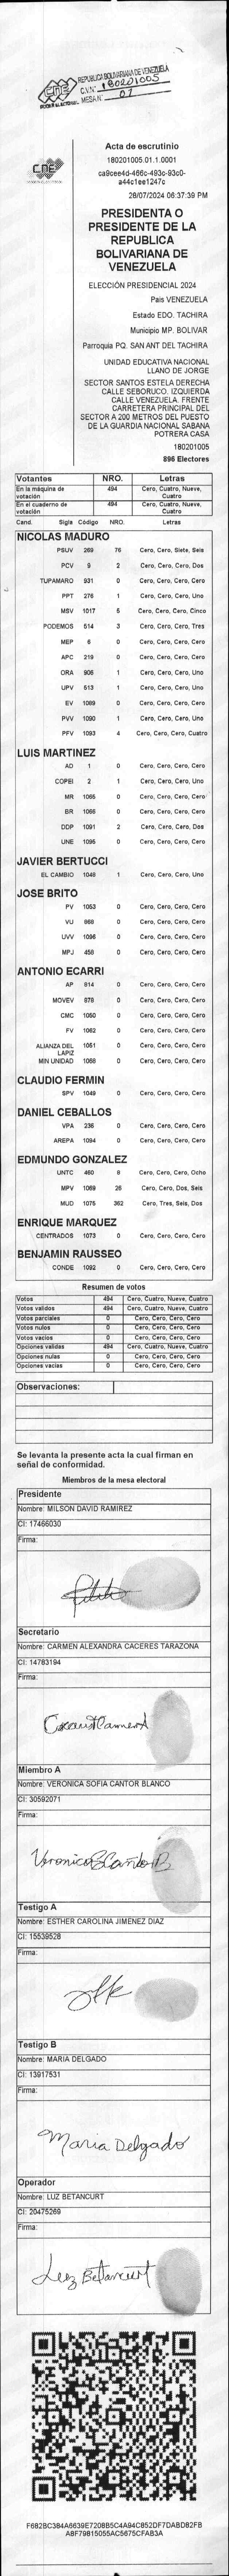 REPUBLICA BOLIVARIANA DE VENEZUELA
CNE
C.V.N° 180201005
PODER ELECTORAL MESA N° 01
CNE
Acta de escrutinio
180201005.01.1.0001
ca9cee4d-466c-493c-93c0-
a44c1ee1247c
28/07/2024 06:37:39 PM
PRESIDENTA O
PRESIDENTE DE LA
REPUBLICA
BOLIVARIANA DE
VENEZUELA
ELECCIÓN PRESIDENCIAL 2024
País VENEZUELA
Estado EDO. TACHIRA
Municipio MP. BOLIVAR
Parroquia PQ. SAN ANT DEL TACHIRA
UNIDAD EDUCATIVA NACIONAL
LLANO DE JORGE
SECTOR SANTOS ESTELA DERECHA
CALLE SEBORUCO. IZQUIERDA
CALLE VENEZUELA. FRENTE
CARRETERA PRINCIPAL DEL
SECTOR A 200 METROS DEL PUESTO
DE LA GUARDIA NACIONAL SABANA
POTRERA CASA
180201005
896 Electores
Votantes NRO. Letras
En la máquina de votación 494 Cero, Cuatro, Nueve, Cuatro
En el cuaderno de votación 494 Cero, Cuatro, Nueve, Cuatro
Cand. Sigla Código NRO. Letras
NICOLAS MADURO
PSUV 269 76 Cero, Cero, Siete, Seis
PCV 9 2 Cero, Cero, Cero, Dos
TUPAMARO 931 0 Cero, Cero, Cero, Cero
PPT 276 1 Cero, Cero, Cero, Uno
MSV 1017 5 Cero, Cero, Cero, Cinco
PODEMOS 514 3 Cero, Cero, Cero, Tres
MEP 6 0 Cero, Cero, Cero, Cero
APC 219 0 Cero, Cero, Cero, Cero
ORA 906 1 Cero, Cero, Cero, Uno
UPV 613 1 Cero, Cero, Cero, Uno
EV 1089 0 Cero, Cero, Cero, Cero
PVV 1090 1 Cero, Cero, Cero, Uno
PFV 1093 4 Cero, Cero, Cero, Cuatro
LUIS MARTINEZ
AD 1 0 Cero, Cero, Cero, Cero
COPEI 2 1 Cero, Cero, Cero, Uno
MR 1065 0 Cero, Cero, Cero, Cero
BR 1066 0 Cero, Cero, Cero, Cero
DDP 1091 2 Cero, Cero, Cero, Dos
UNE 1095 0 Cero, Cero, Cero, Cero
JAVIER BERTUCCI
EL CAMBIO 1048 1 Cero, Cero, Cero, Uno
JOSE BRITO
PV 1053 0 Cero, Cero, Cero, Cero
VU 868 0 Cero, Cero, Cero, Cero
UVV 1096 0 Cero, Cero, Cero, Cero
MPJ 458 0 Cero, Cero, Cero, Cero
ANTONIO ECARRI
AP 814 0 Cero, Cero, Cero, Cero
MOVEV 879 0 Cero, Cero, Cero, Cero
CMC 1050 0 Cero, Cero, Cero, Cero
FV 1062 0 Cero, Cero, Cero, Cero
ALIANZA DEL LAPIZ 1051 0 Cero, Cero, Cero, Cero
MIN UNIDAD 1058 0 Cero, Cero, Cero, Cero
CLAUDIO FERMIN
SPV 1049 0 Cero, Cero, Cero, Cero
DANIEL CEBALLOS
VPA 236 0 Cero, Cero, Cero, Cero
AREPA 1094 0 Cero, Cero, Cero, Cero
EDMUNDO GONZALEZ
UNTC 460 8 Cero, Cero, Cero, Ocho
MPV 1069 26 Cero, Cero, Dos, Seis
MUD 1075 362 Cero, Tres, Seis, Dos
ENRIQUE MARQUEZ
CENTRADOS 1073 0 Cero, Cero, Cero, Cero
BENJAMIN RAUSSEO
CONDE 1092 0 Cero, Cero, Cero, Cero
Resumen de votos
Votos 494 Cero, Cuatro, Nueve, Cuatro
Votos validos 494 Cero, Cuatro, Nueve, Cuatro
Votos parciales 0 Cero, Cero, Cero, Cero
Votos nulos 0 Cero, Cero, Cero, Cero
Votos vacios 0 Cero, Cero, Cero, Cero
Opciones validas 494 Cero, Cuatro, Nueve, Cuatro
Opciones nulas 0 Cero, Cero, Cero, Cero
Opciones vacias 0 Cero, Cero, Cero, Cero
Observaciones:
Se levanta la presente acta la cual firman en
señal de conformidad.
Miembros de la mesa electoral
Presidente
Nombre: MILSON DAVID RAMIREZ
CI: 17466030
Firma:
Secretario
Nombre: CARMEN ALEXANDRA CACERES TARAZONA
CI: 14783194
Firma:
Miembro A
Nombre: VERONICA SOFIA CANTOR BLANCO
CI: 30592071
Firma:
Testigo A
Nombre: ESTHER CAROLINA JIMENEZ DIAZ
CI: 15539528
Firma:
Testigo B
Nombre: MARIA DELGADO
CI: 13917531
Firma:
Maria Delgado
Operador
Nombre: LUZ BETANCURT
CI: 20475269
Firma:
Luz Betancurt
F682BC384A6639E7208B5C4A94C852DF7DABD82FB
A8F79815055AC5675CFAB3A